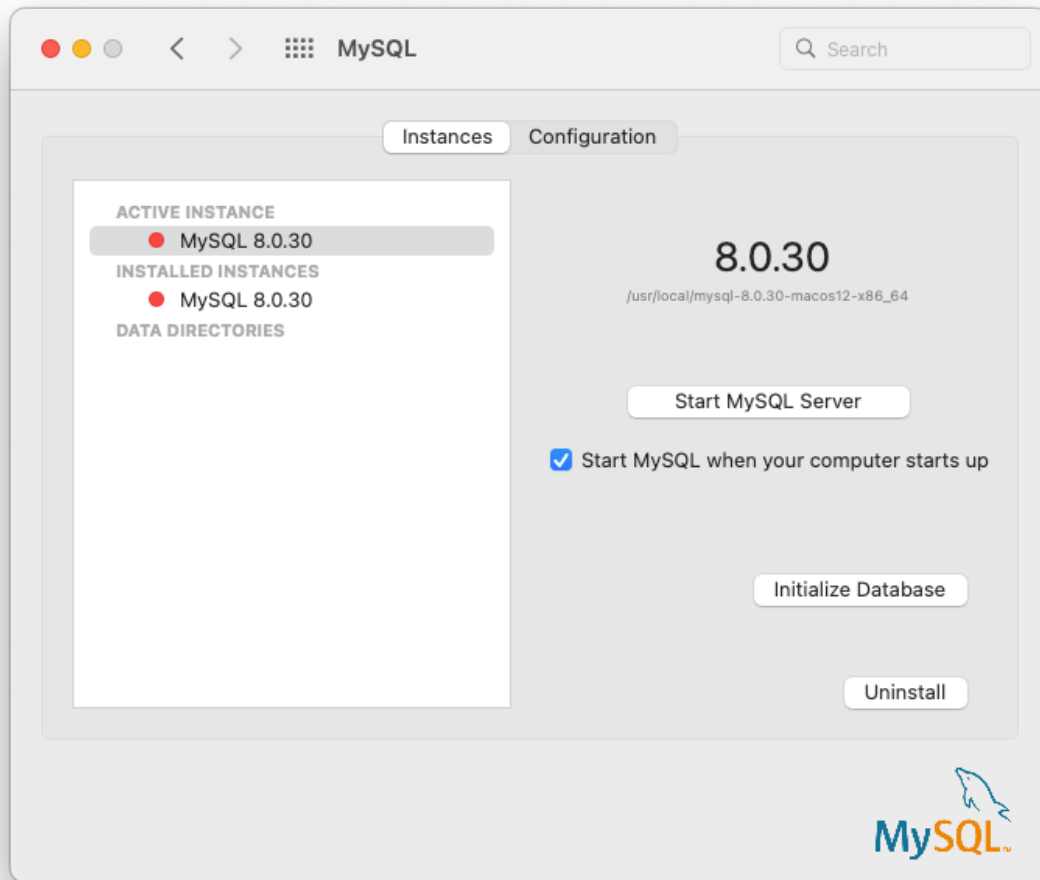 MySQL
Search
Instances
Configuration
ACTIVE INSTANCE
MySQL 8.0.30
INSTALLED INSTANCES
MySQL 8.0.30
DATA DIRECTORIES
8.0.30
/usr/local/mysql-8.0.30-macos12-x86_64
Start MySQL Server
Start MySQL when your computer starts up
Initialize Database
Uninstall
MySQL™